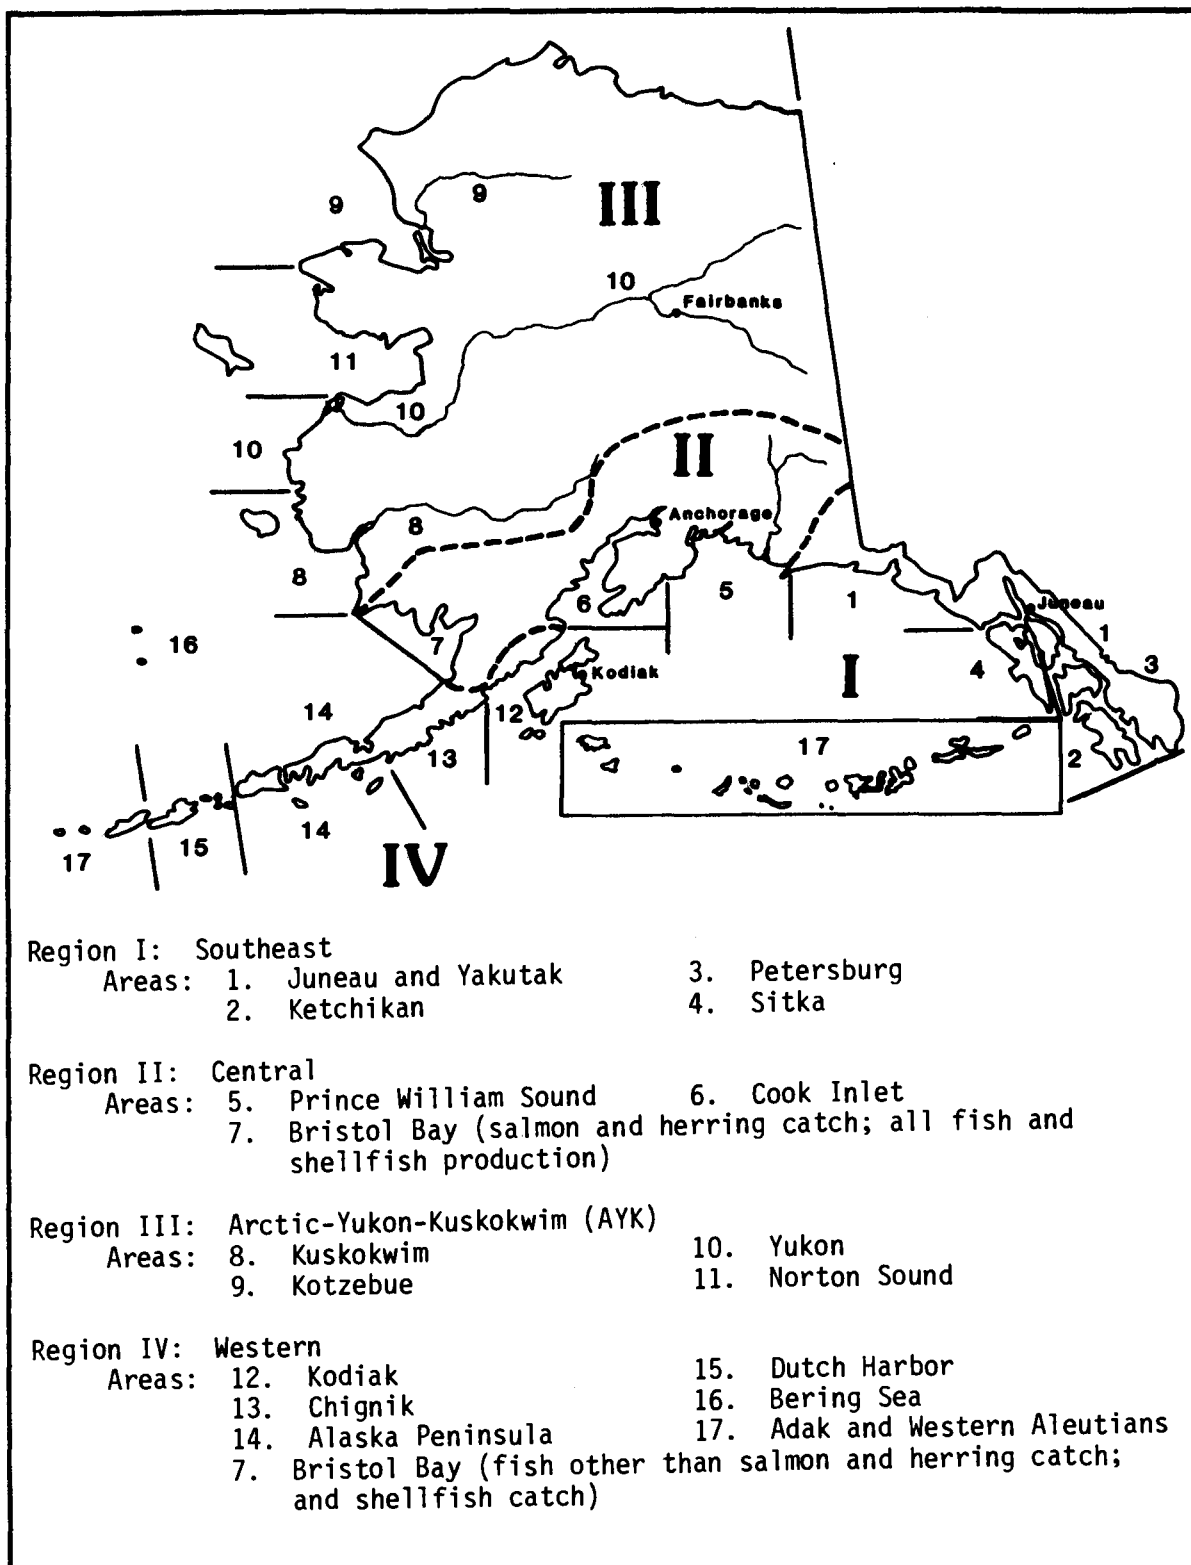 9
9
III
10
Fairbanks
11
10
10
II
Anchorage
8
8
6
5
1
Juneau
1
16
7
4
3
Kodiak
I
14
12
13
17
2
14
15
17
IV
Region I: Southeast
Areas: 1. Juneau and Yakutak 3. Petersburg
2. Ketchikan 4. Sitka
Region II: Central
Areas: 5. Prince William Sound 6. Cook Inlet
7. Bristol Bay (salmon and herring catch; all fish and
shellfish production)
Region III: Arctic-Yukon-Kuskokwim (AYK)
Areas: 8. Kuskokwim 10. Yukon
9. Kotzebue 11. Norton Sound
Region IV: Western
Areas: 12. Kodiak 15. Dutch Harbor
13. Chignik 16. Bering Sea
14. Alaska Peninsula 17. Adak and Western Aleutians
7. Bristol Bay (fish other than salmon and herring catch;
and shellfish catch)